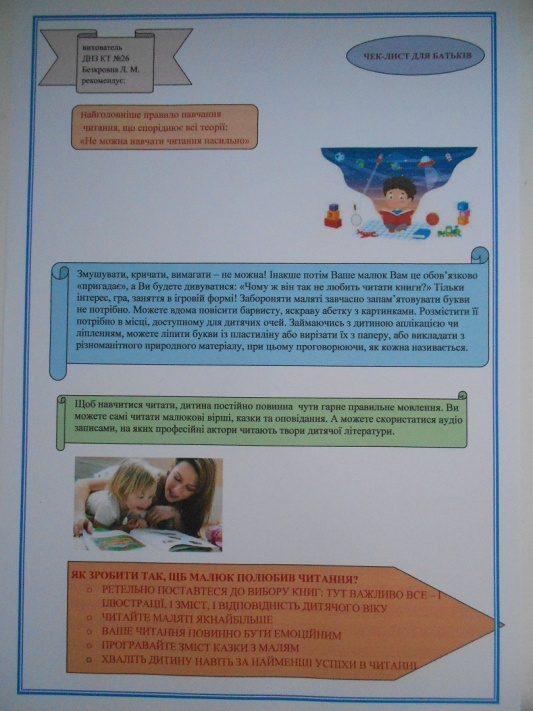 вихователь
ДНЗ КТ №26
Безкровна Л. М.
рекомендує:
ЧЕК-ЛИСТ ДЛЯ БАТЬКІВ
Найголовніше правило навчання
читання, що споріднює всі теорії:
«Не можна навчати читання насильно»
Змушувати, кричати, вимагати – не можна! Інакше потім Ваше малюк Вам це обов’язково
«пригадає», а Ви будете дивуватися: «Чому ж він так не любить читати книги?» Тільки
інтерес, гра, заняття в ігровій формі! Забороняти маляті завчасно запам’ятовувати букви
не потрібно. Можете вдома повісити барвисту, яскраву абетку з картинками. Розмістити її
потрібно в місці, доступному для дитячих очей. Займаючись з дитиною аплікацією чи
ліпленням, можете ліпити букви із пластиліну або вирізати їх з паперу, або викладати з
різноманітного природного матеріалу, при цьому проговорюючи, як кожна називається.
Щоб навчитися читати, дитина постійно повинна чути гарне правильне мовлення. Ви
можете самі читати малюкові вірші, казки та оповідання. А можете скористатися аудіо
записами, на яких професійні актори читають твори дитячої літератури.
ЯК ЗРОБИТИ ТАК, ЩБ МАЛЮК ПОЛЮБИВ ЧИТАННЯ?
РЕТЕЛЬНО ПОСТАВТЕСЯ ДО ВИБОРУ КНИГ: ТУТ ВАЖЛИВО ВСЕ – І
ІЛЮСТРАЦІЇ, І ЗМІСТ, І ВІДПОВІДНІСТЬ ДИТЯЧОГО ВІКУ
ЧИТАЙТЕ МАЛЯТІ ЯКНАЙБІЛЬШЕ
ВАШЕ ЧИТАННЯ ПОВИННО БУТИ ЕМОЦІЙНИМ
ПРОГРАВАЙТЕ ЗМІСТ КАЗКИ З МАЛЯМ
ХВАЛІТЬ ДИТИНУ НАВІТЬ ЗА НАЙМЕНШІ УСПІХИ В ЧИТАННІ